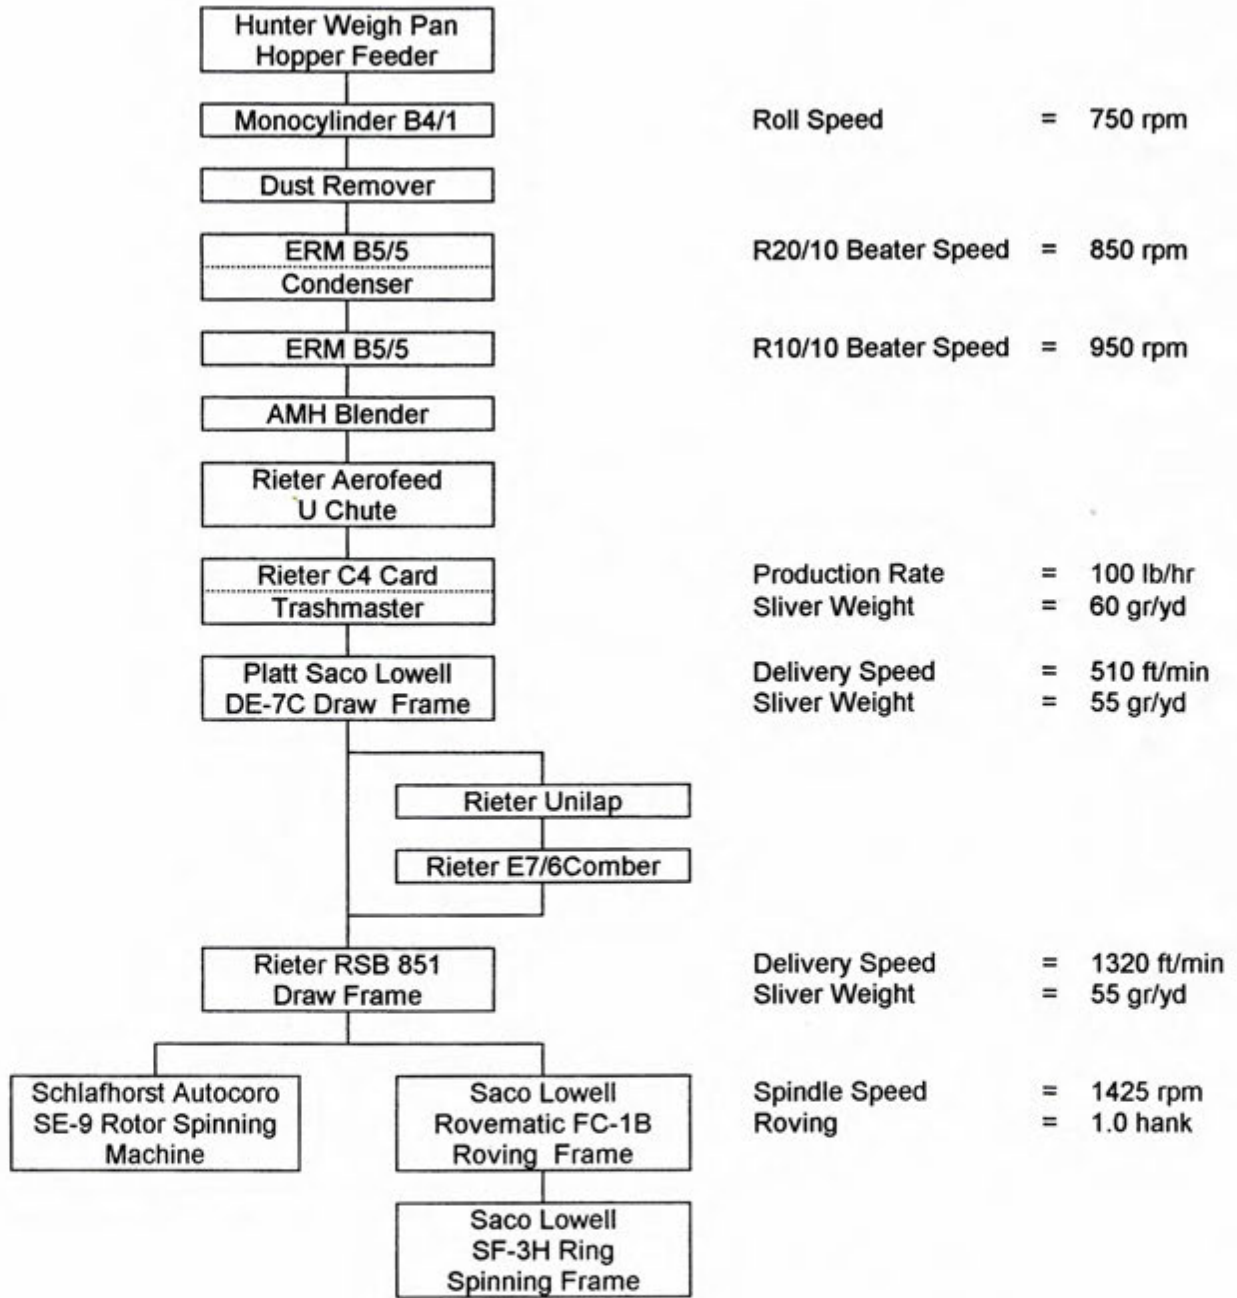 Hunter Weigh Pan
Hopper Feeder
Monocylinder B4/1
Roll Speed = 750 rpm
Dust Remover
ERM B5/5
R20/10 Beater Speed = 850 rpm
Condenser
ERM B5/5
R10/10 Beater Speed = 950 rpm
AMH Blender
Rieter Aerofeed
U Chute
Rieter C4 Card
Production Rate = 100 lb/hr
Trashmaster
Sliver Weight = 60 gr/yd
Platt Saco Lowell
Delivery Speed = 510 ft/min
DE-7C Draw Frame
Sliver Weight = 55 gr/yd
Rieter Unilap
Rieter E7/6Comber
Rieter RSB 851
Delivery Speed = 1320 ft/min
Draw Frame
Sliver Weight = 55 gr/yd
Schlafhorst Autocoro
SE-9 Rotor Spinning
Machine
Saco Lowell
Rovematic FC-1B
Roving Frame
Spindle Speed = 1425 rpm
Roving = 1.0 hank
Saco Lowell
SF-3H Ring
Spinning Frame